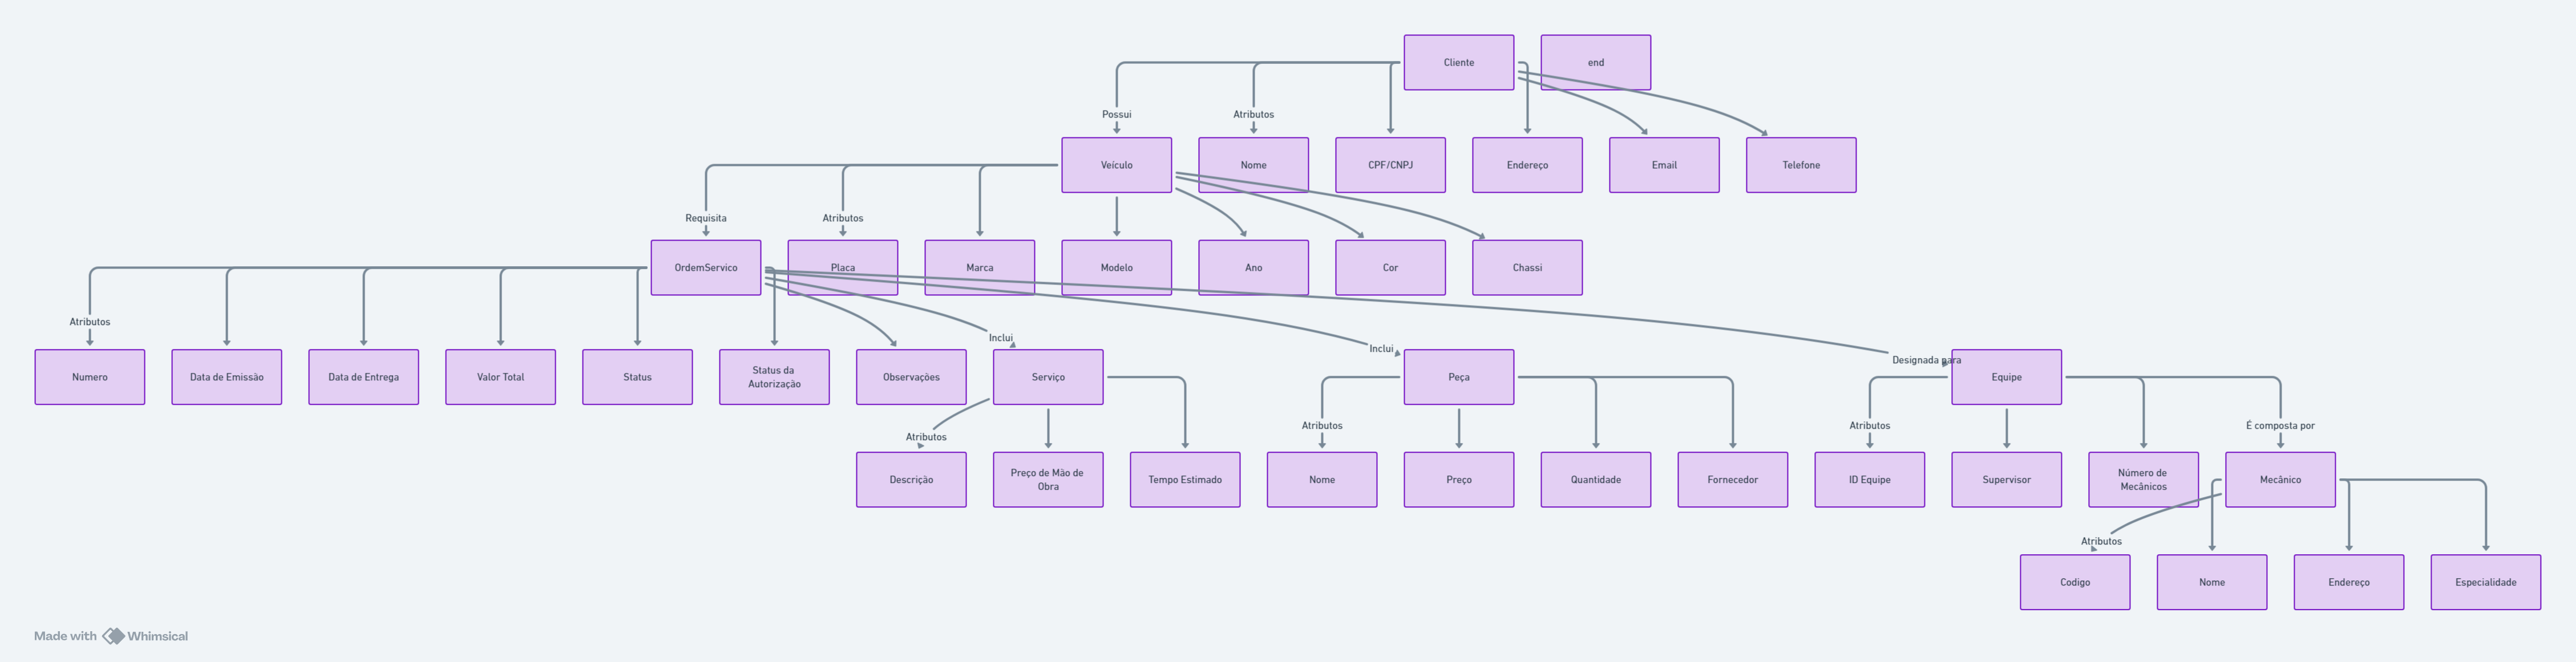 Cliente
end
Possui
Atributos
Veículo
Nome
CPF/CNPJ
Endereço
Email
Telefone
Requisita
Atributos
OrdemServico
Placa
Marca
Modelo
Ano
Cor
Chassi
Atributos
Inclui
Inclui
Designada para
Numero
Data de Emissão
Data de Entrega
Valor Total
Status
Status da
Autorização
Observações
Serviço
Peça
Equipe
Atributos
Atributos
Atributos
É composta por
Descrição
Preço de Mão de
Obra
Tempo Estimado
Nome
Preço
Quantidade
Fornecedor
ID Equipe
Supervisor
Número de
Mecânicos
Mecânico
Atributos
Codigo
Nome
Endereço
Especialidade
Made with Whimsical